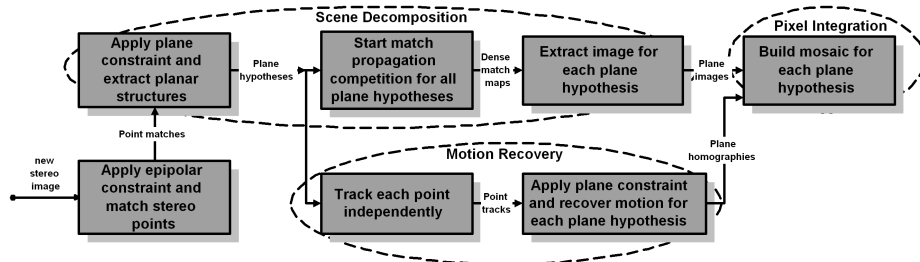 Scene Decomposition
Pixel Integration
Apply plane
constraint and
extract planar
structures
Plane
hypotheses
Start match
propagation
competition for all
plane hypotheses
Dense
match
maps
Extract image for
each plane
hypothesis
Plane
images
Build mosaic for
each plane
hypothesis
Point matches
new
stereo
image
Apply epipolar
constraint and
match stereo
points
Motion Recovery
Track each point
independently
Point
tracks
Apply plane constraint
and recover motion for
each plane hypothesis
Plane
homographies